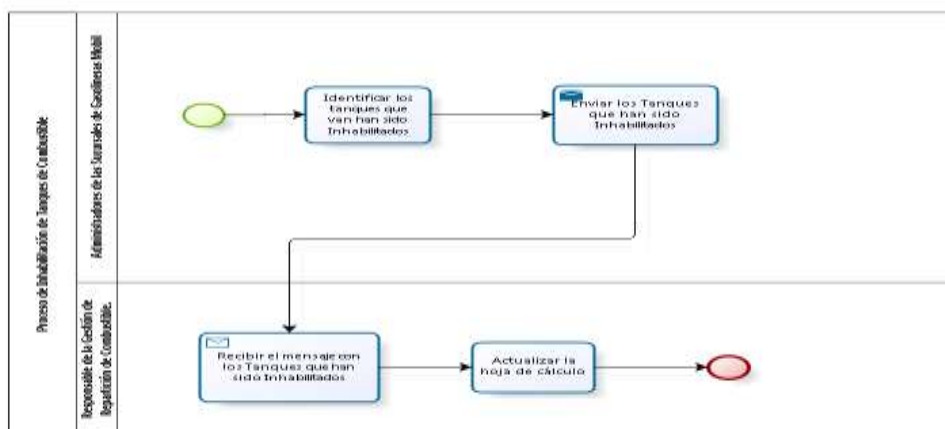 Proceso de Inhabilitación de Tanques de Combustible
Administradores de las Sucursales de Gasolineras Mobil
Identificar los
tanques que
van han sido
Inhabilitados
Enviar los Tanques
que han sido
Inhabilitados
Responsable de la Gestión de
Repartición de Combustible.
Recibir el mensaje con
los Tanques que han
sido Inhabilitados
Actualizar la
hoja de cálculo